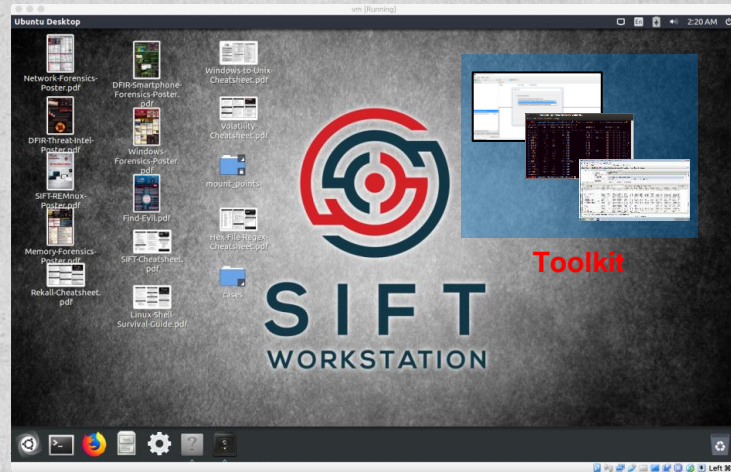 vm [Running]
Ubuntu Desktop
En
2:20 AM
Network-Forensics-
Poster.pdf
DFIR-Smartphone-
Forensics-Poster.
pdf
Windows-to-Unix-
Cheatsheet.pdf
DFIR-Threat-Intel-
Poster.pdf
Windows-
Forensics-Poster.
pdf
Volatility-
Cheatsheet.pdf
SIFT-REMnux-
Poster.pdf
Find-Evil.pdf
mount_points
Memory-Forensics-
Poster.pdf
SIFT-Cheatsheet.
pdf
Hex-File-Regex-
Cheatsheet.pdf
Rekall-Cheatsheet.
pdf
Linux-Shell-
Survival-Guide.pdf
cases
Toolkit
SIFT
WORKSTATION
Left ⌘